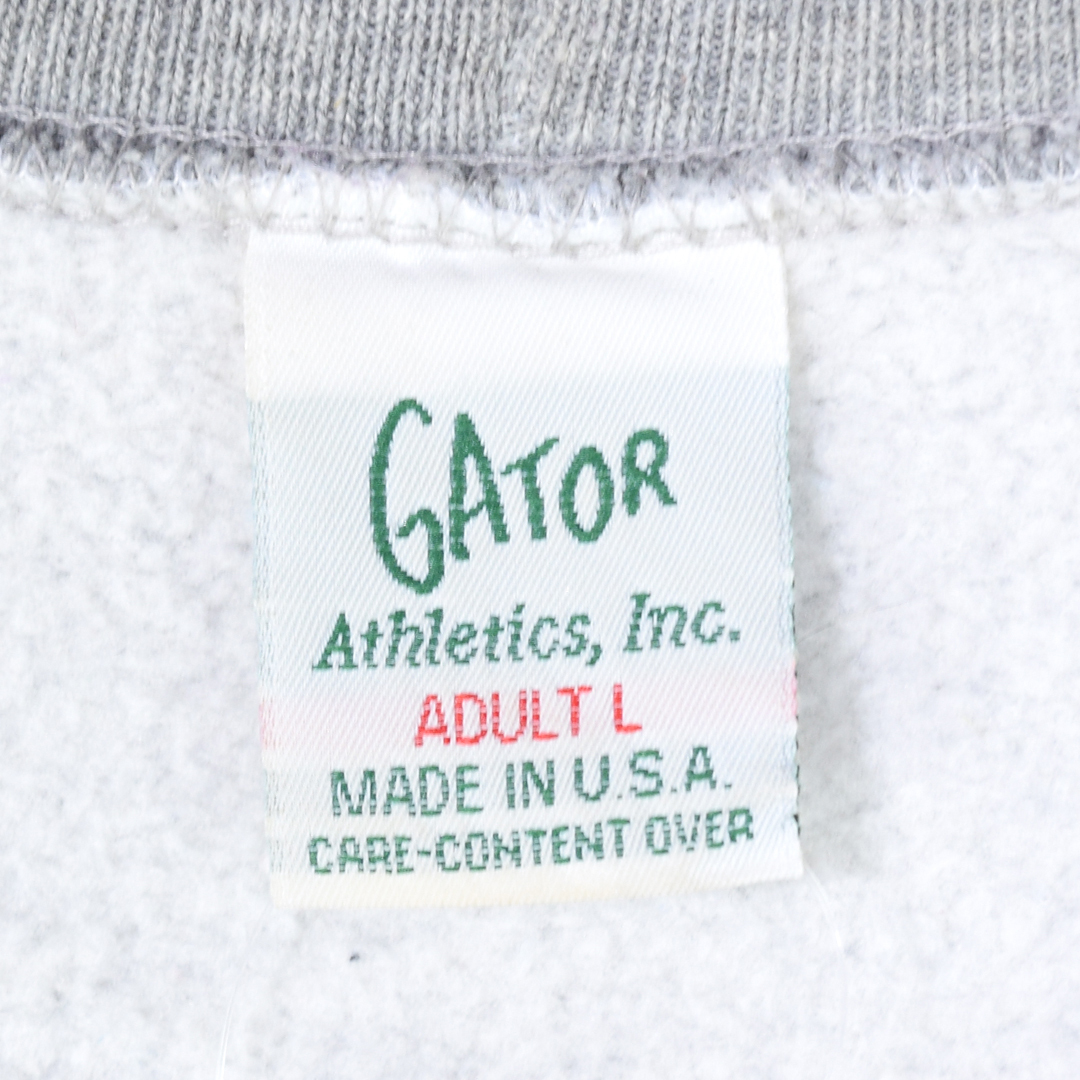 GATOR
Athletics, Inc.
ADULT L
MADE IN U.S.A.
CARE-CONTENT OVER